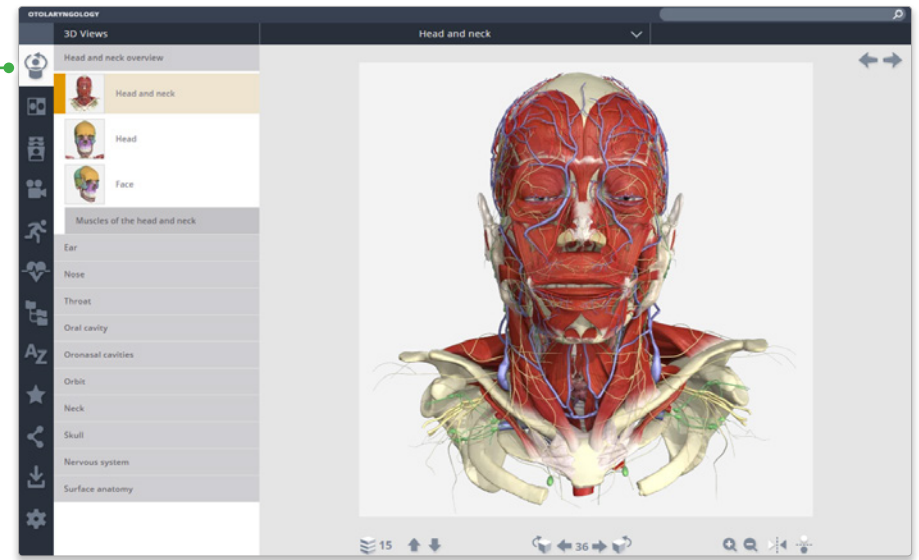 OTOLARYNGOLOGY
3D Views
Head and neck
Head and neck overview
Head and neck
Head
Face
Muscles of the head and neck
Ear
Nose
Throat
Oral cavity
Oronasal cavities
Orbit
Neck
Skull
Nervous system
Surface anatomy
AZ
15
36